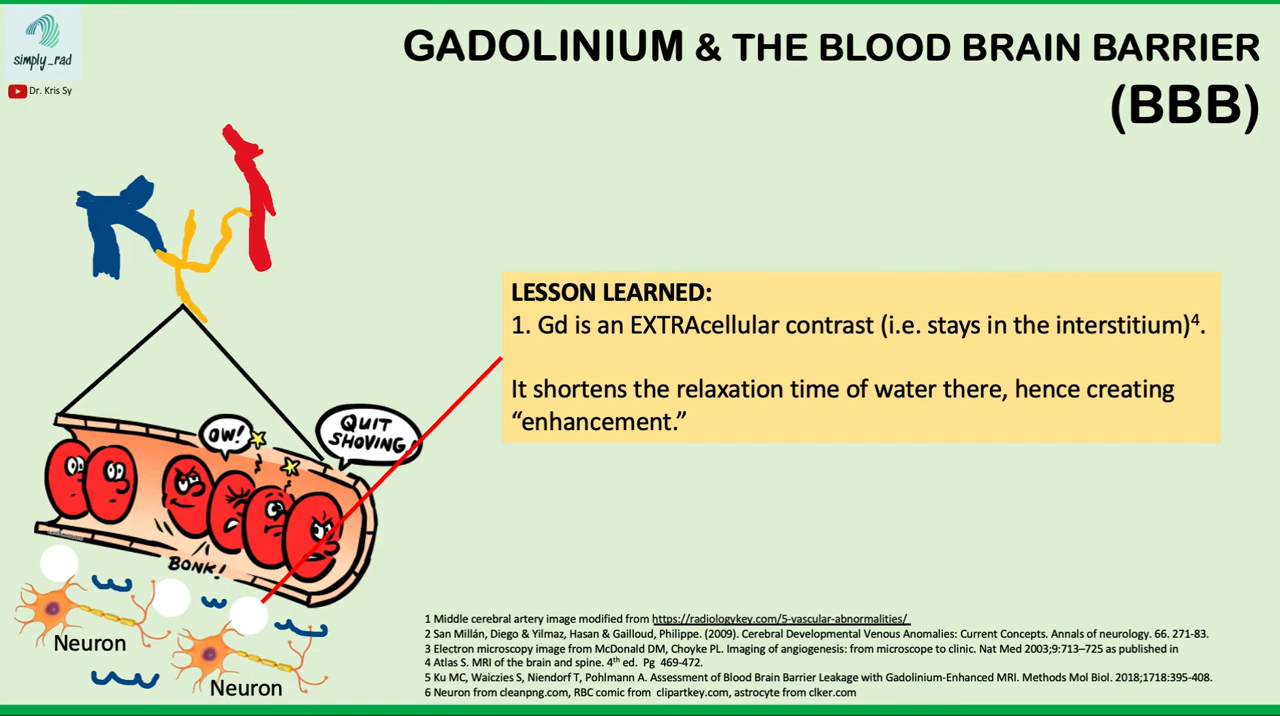 simply_rad
Dr. Kris Sy
GADOLINIUM & THE BLOOD BRAIN BARRIER
(BBB)
LESSON LEARNED:
1. Gd is an EXTRAcellular contrast (i.e. stays in the interstitium)⁴.
It shortens the relaxation time of water there, hence creating
“enhancement.”
OW!
QUIT
SHOVING!
BONK!
Neuron
Neuron
1 Middle cerebral artery image modified from https://radiologykey.com/5-vascular-abnormalities/
2 San Millán, Diego & Yilmaz, Hasan & Gailloud, Philippe. (2009). Cerebral Developmental Venous Anomalies: Current Concepts. Annals of neurology. 66. 271-83.
3 Electron microscopy image from McDonald DM, Choyke PL. Imaging of angiogenesis: from microscope to clinic. Nat Med 2003;9:713–725 as published in
4 Atlas S. MRI of the brain and spine. 4ᵗʰ ed. Pg 469-472.
5 Ku MC, Waiczies S, Niendorf T, Pohlmann A. Assessment of Blood Brain Barrier Leakage with Gadolinium-Enhanced MRI. Methods Mol Biol. 2018;1718:395-408.
6 Neuron from cleanpng.com, RBC comic from clipartkey.com, astrocyte from clker.com